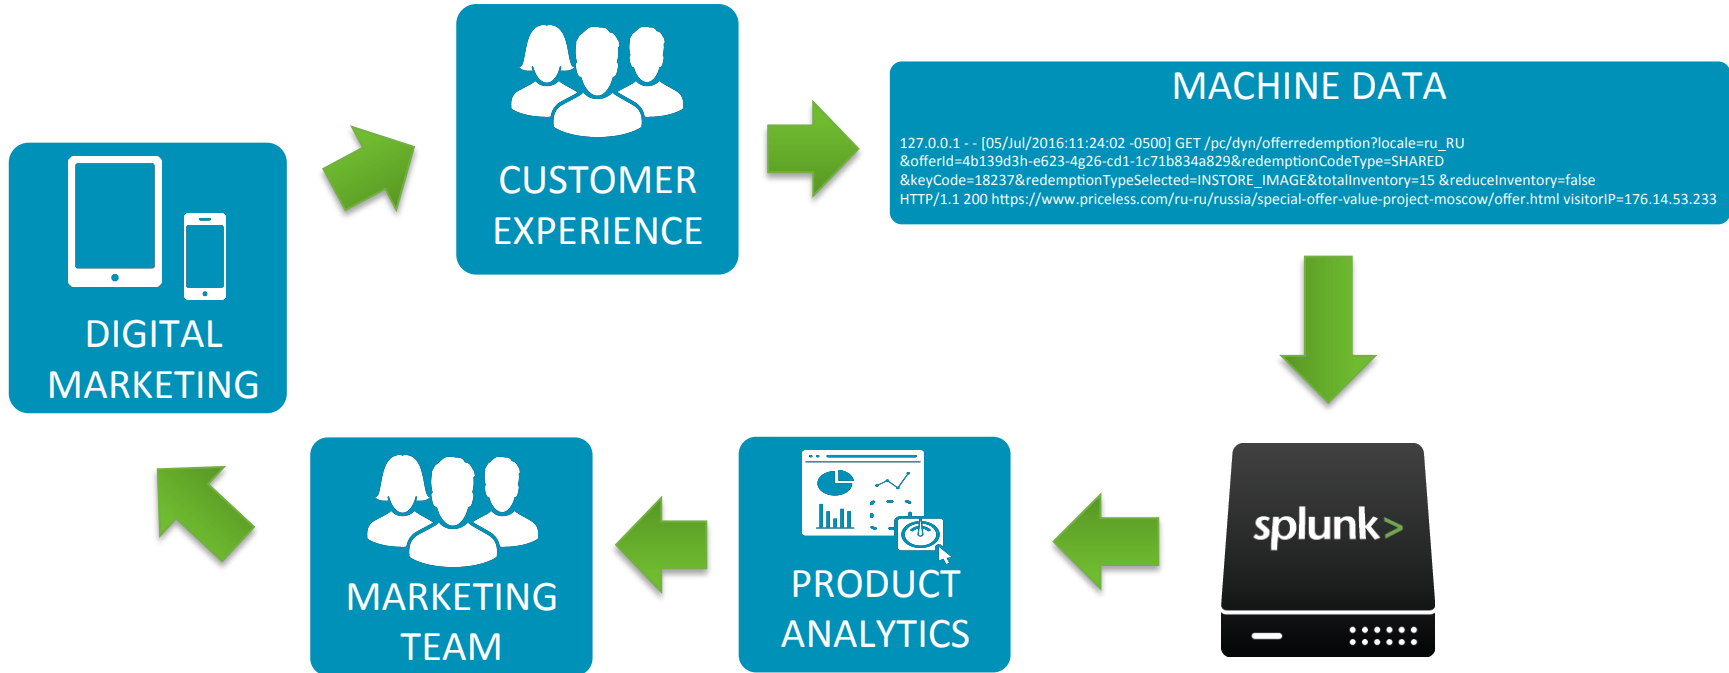 DIGITAL
MARKETING
CUSTOMER
EXPERIENCE
MACHINE DATA
127.0.0.1 - - [05/Jul/2016:11:24:02 -0500] GET /pc/dyn/offerredemption?locale=ru_RU
&offerId=4b139d3h-e623-4g26-cd1-1c71b834a829&redemptionCodeType=SHARED
&keyCode=18237&redemptionTypeSelected=INSTORE_IMAGE&totalInventory=15 &reduceInventory=false
HTTP/1.1 200 https://www.priceless.com/ru-ru/russia/special-offer-value-project-moscow/offer.html visitorIP=176.14.53.233
splunk>
PRODUCT
ANALYTICS
MARKETING
TEAM